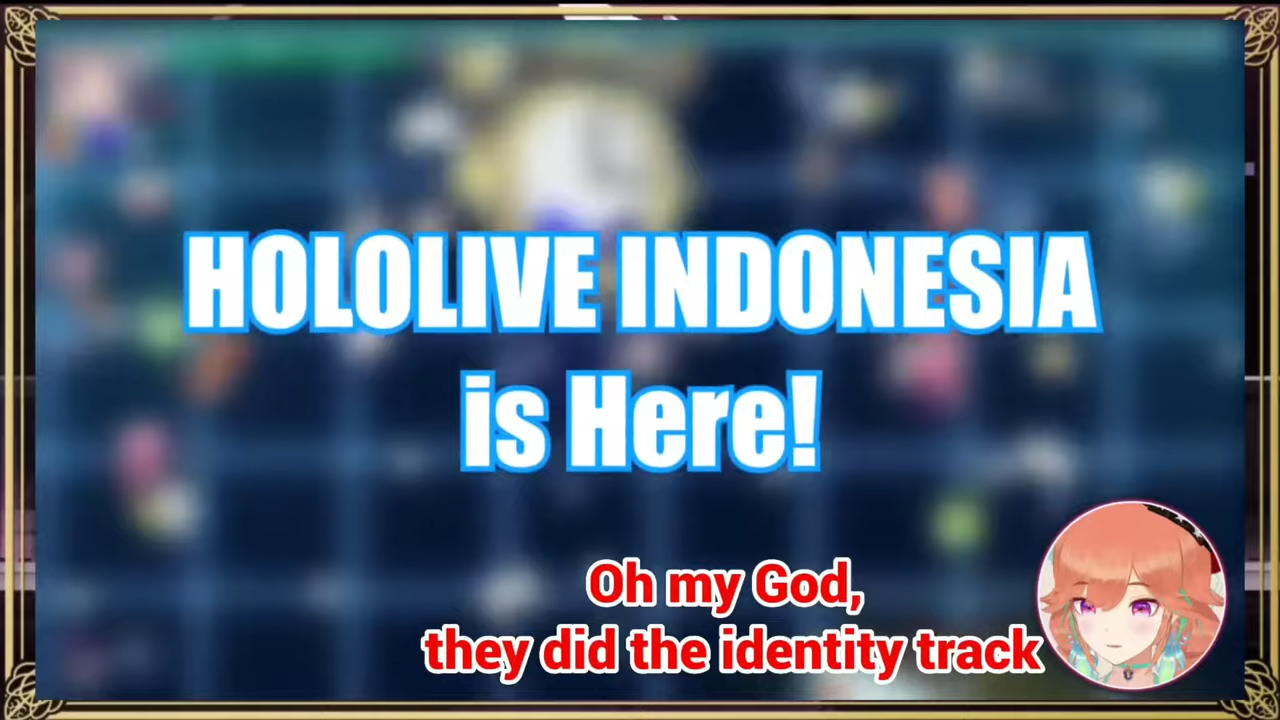 HOLOLIVE INDONESIA
is Here!
Oh my God,
they did the identity track